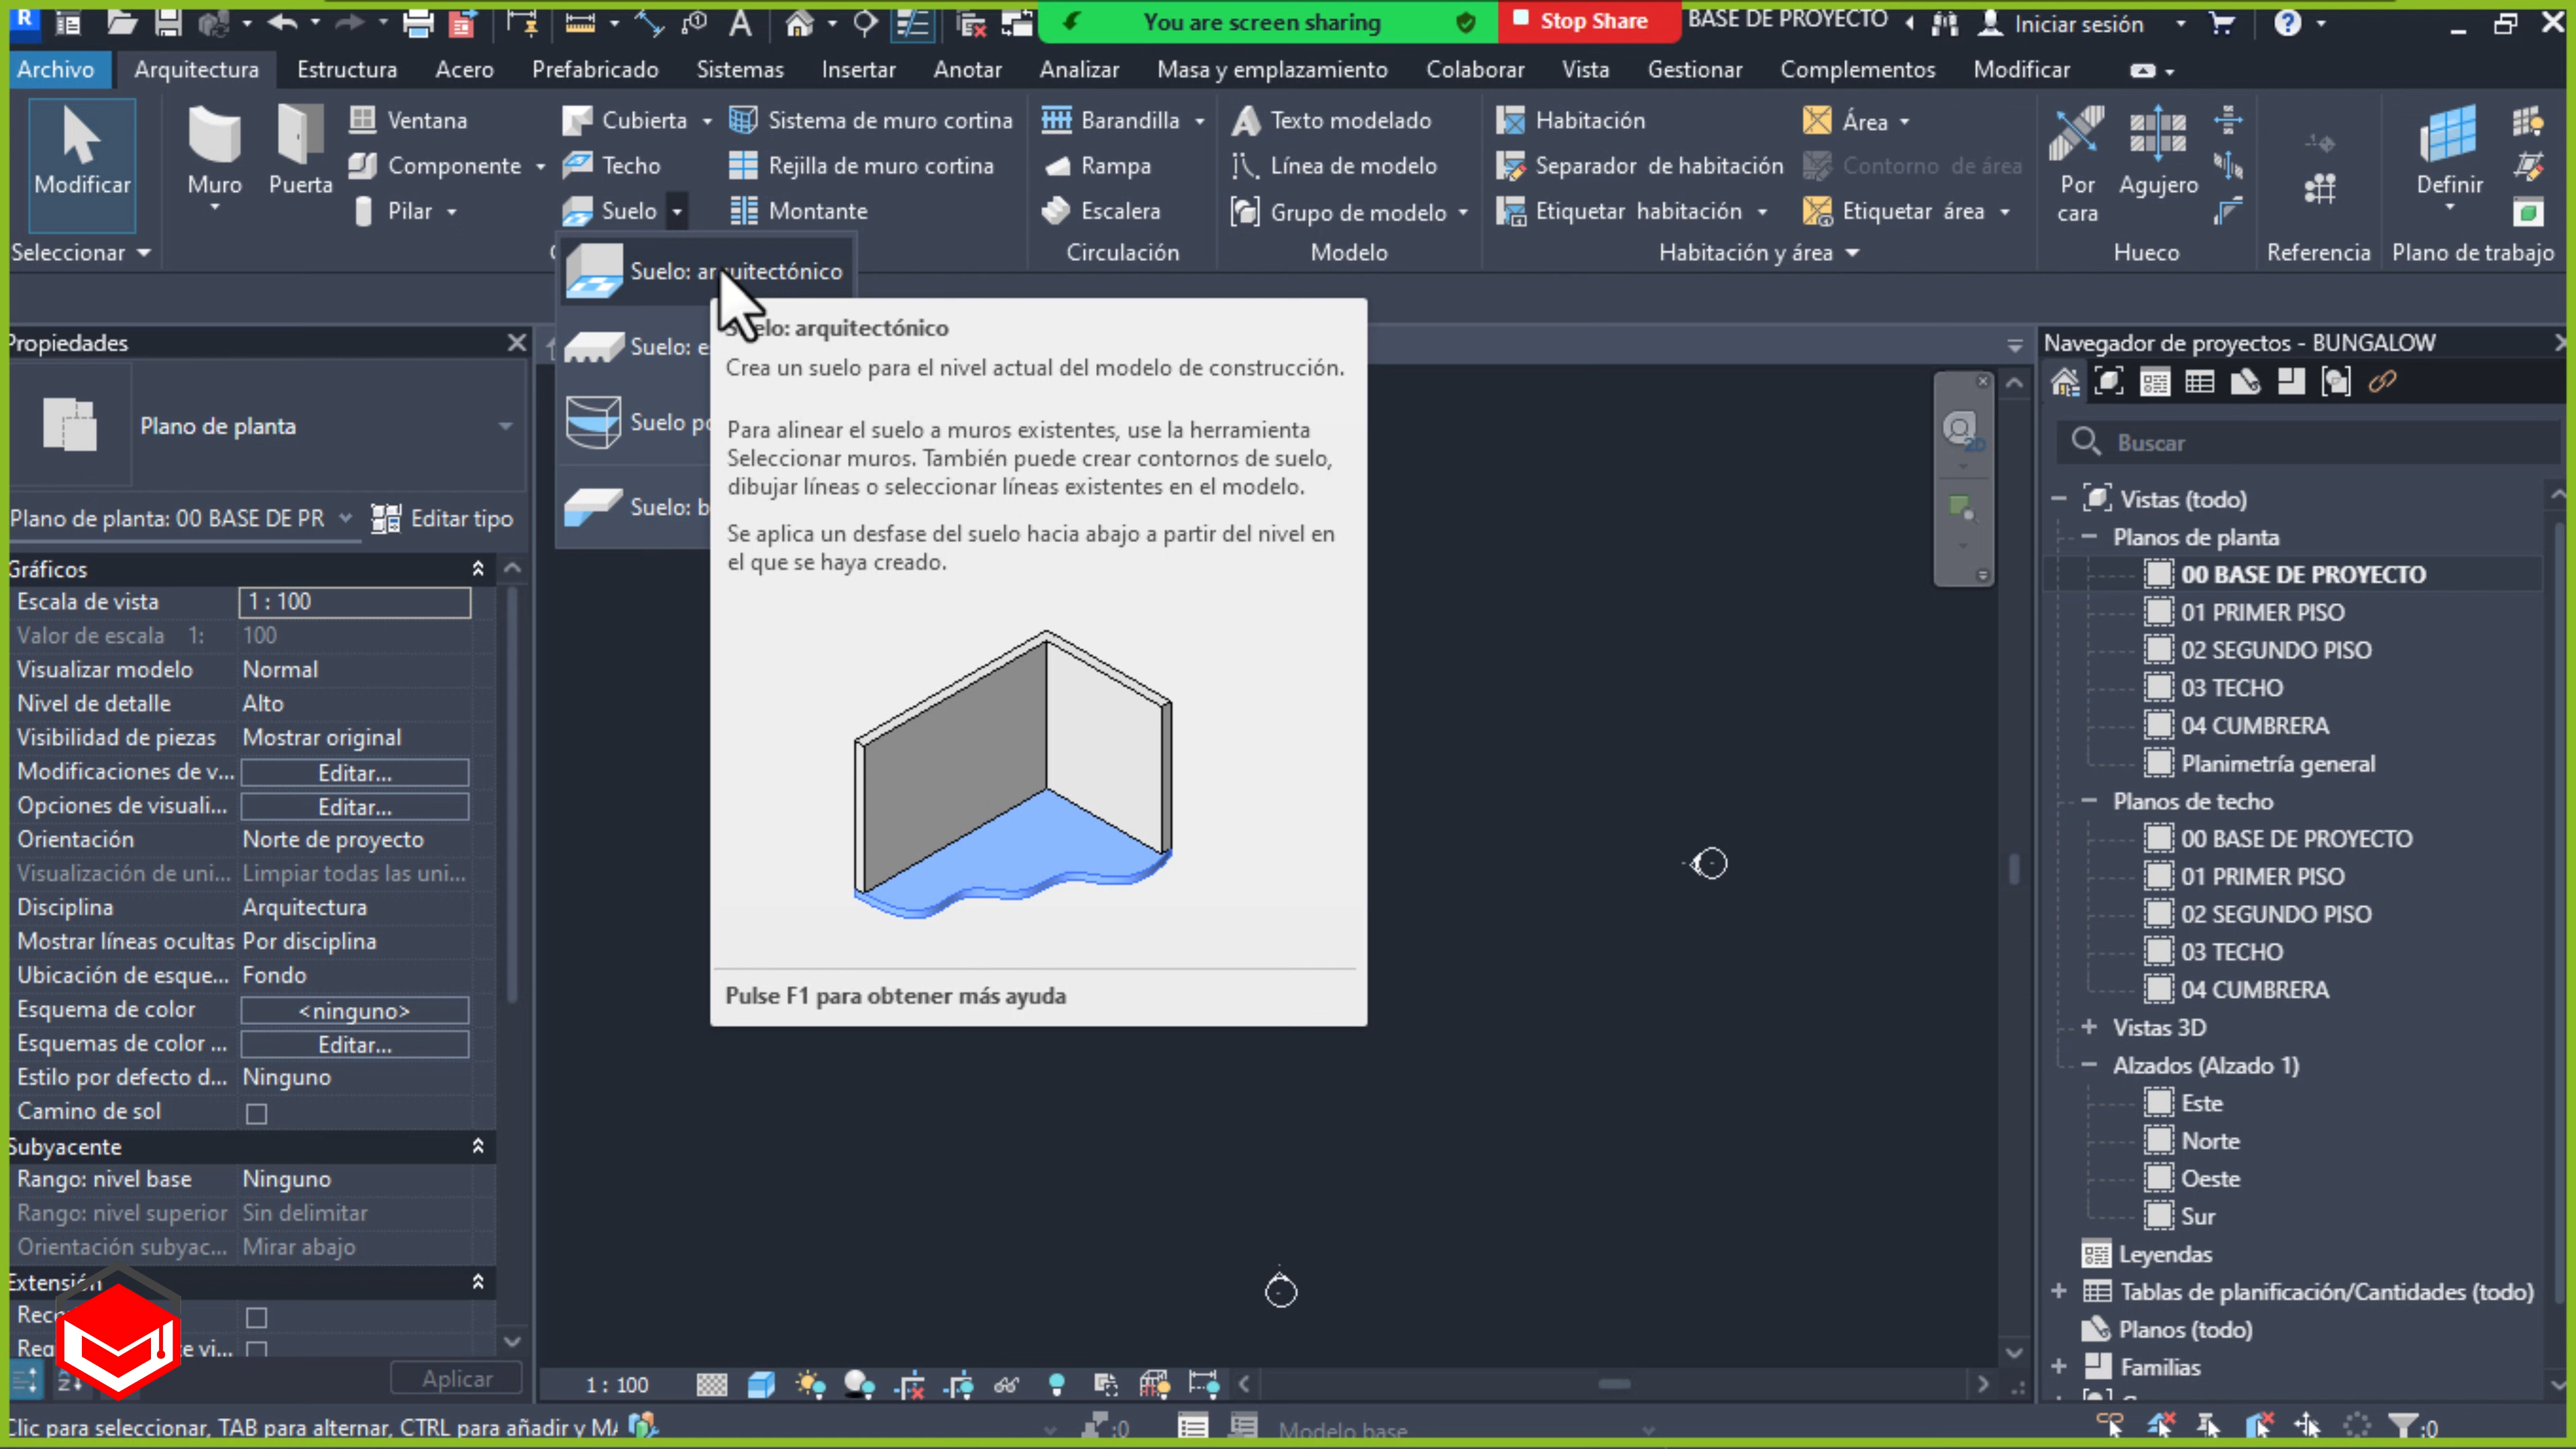 You are screen sharing
Stop Share
BASE DE PROYECTO
Iniciar sesión
Archivo
Arquitectura
Estructura
Acero
Prefabricado
Sistemas
Insertar
Anotar
Analizar
Masa y emplazamiento
Colaborar
Vista
Gestionar
Complementos
Modificar
Modificar
Muro
Puerta
Ventana
Componente
Pilar
Cubierta
Techo
Suelo
Sistema de muro cortina
Rejilla de muro cortina
Montante
Barandilla
Rampa
Escalera
Texto modelado
Línea de modelo
Grupo de modelo
Habitación
Separador de habitación
Etiquetar habitación
Área
Contorno de área
Etiquetar área
Por cara
Agujero
Definir
Seleccionar
Circulación
Modelo
Habitación y área
Hueco
Referencia
Plano de trabajo
Suelo: arquitectónico
Suelo: e
Suelo po
Suelo: b
Suelo: arquitectónico
Crea un suelo para el nivel actual del modelo de construcción.
Para alinear el suelo a muros existentes, use la herramienta
Seleccionar muros. También puede crear contornos de suelo,
dibujar líneas o seleccionar líneas existentes en el modelo.
Se aplica un desfase del suelo hacia abajo a partir del nivel en
el que se haya creado.
Pulse F1 para obtener más ayuda
Propiedades
Plano de planta
Plano de planta: 00 BASE DE PR
Editar tipo
Gráficos
Escala de vista 1 : 100
Valor de escala 1: 100
Visualizar modelo Normal
Nivel de detalle Alto
Visibilidad de piezas Mostrar original
Modificaciones de v... Editar...
Opciones de visuali... Editar...
Orientación Norte de proyecto
Visualización de uni... Limpiar todas las uni...
Disciplina Arquitectura
Mostrar líneas ocultas Por disciplina
Ubicación de esque... Fondo
Esquema de color <ninguno>
Esquemas de color ... Editar...
Estilo por defecto d... Ninguno
Camino de sol
Subyacente
Rango: nivel base Ninguno
Rango: nivel superior Sin delimitar
Orientación subyac... Mirar abajo
Extensión
Aplicar
1 : 100
Clic para seleccionar, TAB para alternar, CTRL para añadir y M
:0
Modelo base
:0
Navegador de proyectos - BUNGALOW
Buscar
Vistas (todo)
Planos de planta
00 BASE DE PROYECTO
01 PRIMER PISO
02 SEGUNDO PISO
03 TECHO
04 CUMBRERA
Planimetría general
Planos de techo
00 BASE DE PROYECTO
01 PRIMER PISO
02 SEGUNDO PISO
03 TECHO
04 CUMBRERA
Vistas 3D
Alzados (Alzado 1)
Este
Norte
Oeste
Sur
Leyendas
Tablas de planificación/Cantidades (todo)
Planos (todo)
Familias